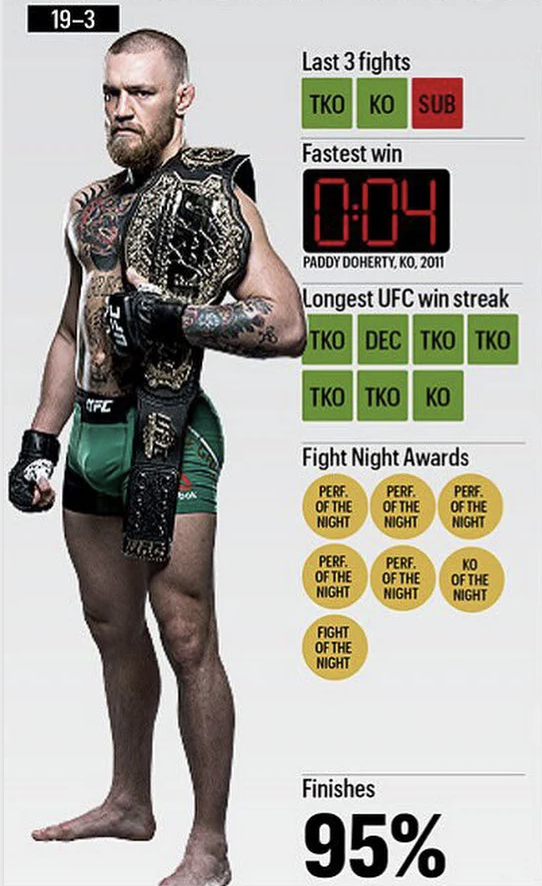 19–3
Last 3 fights
TKO KO SUB
Fastest win
0:04
PADDY DOHERTY, KO, 2011
Longest UFC win streak
TKO DEC TKO TKO
TKO TKO KO
UFC
UFC
Fight Night Awards
PERF. OF THE NIGHT
PERF. OF THE NIGHT
PERF. OF THE NIGHT
PERF. OF THE NIGHT
PERF. OF THE NIGHT
KO OF THE NIGHT
FIGHT OF THE NIGHT
Finishes
95%